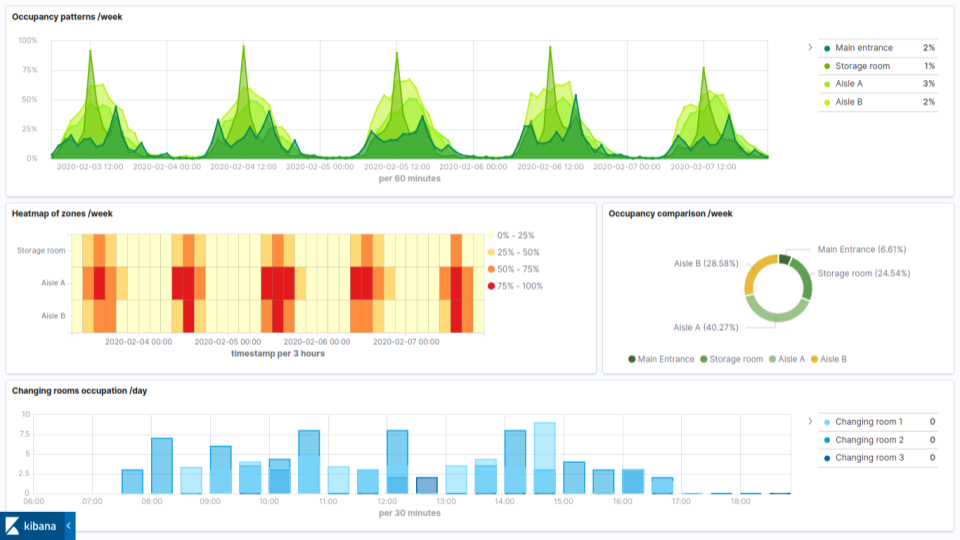 Occupancy patterns /week
100%
75%
50%
25%
0%
2020-02-03 12:00
2020-02-04 00:00
2020-02-04 12:00
2020-02-05 00:00
2020-02-05 12:00
2020-02-06 00:00
2020-02-06 12:00
2020-02-07 00:00
2020-02-07 12:00
per 60 minutes
Main entrance 2%
Storage room 1%
Aisle A 3%
Aisle B 2%
Heatmap of zones /week
Storage room
Aisle A
Aisle B
2020-02-04 00:00
2020-02-05 00:00
2020-02-06 00:00
2020-02-07 00:00
timestamp per 3 hours
0% - 25%
25% - 50%
50% - 75%
75% - 100%
Occupancy comparison /week
Main Entrance (6.61%)
Aisle B (28.58%)
Storage room (24.54%)
Aisle A (40.27%)
Main Entrance Storage room Aisle A Aisle B
Changing rooms occupation /day
10
7.5
5
2.5
0
06:00
07:00
08:00
09:00
10:00
11:00
12:00
13:00
14:00
15:00
16:00
17:00
18:00
per 30 minutes
Changing room 1 0
Changing room 2 0
Changing room 3 0
kibana